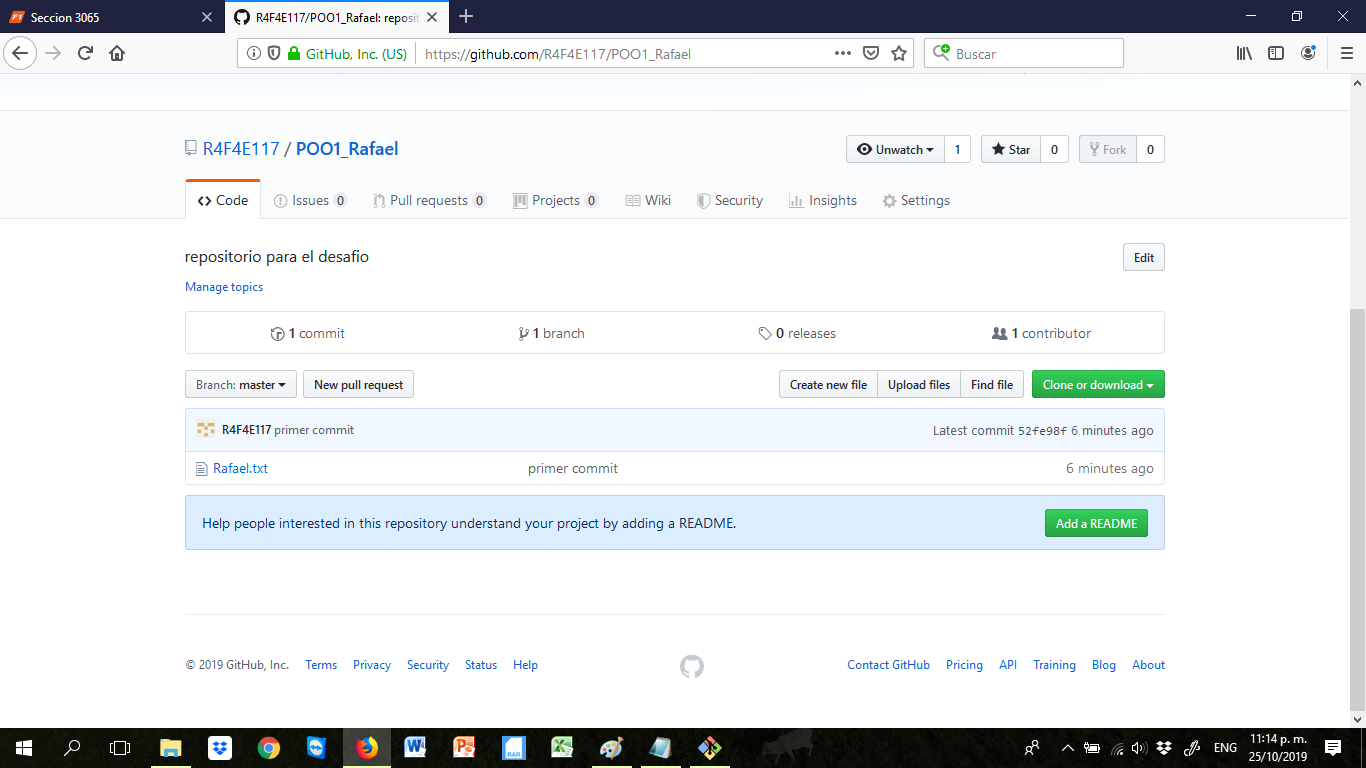 Seccion 3065
R4F4E117/POO1_Rafael: reposit
GitHub, Inc. (US)
https://github.com/R4F4E117/POO1_Rafael
Buscar
R4F4E117 / POO1_Rafael
Unwatch 1
Star 0
Fork 0
Code
Issues 0
Pull requests 0
Projects 0
Wiki
Security
Insights
Settings
repositorio para el desafio
Edit
Manage topics
1 commit
1 branch
0 releases
1 contributor
Branch: master
New pull request
Create new file
Upload files
Find file
Clone or download
R4F4E117 primer commit
Latest commit 52fe98f 6 minutes ago
Rafael.txt
primer commit
6 minutes ago
Help people interested in this repository understand your project by adding a README.
Add a README
© 2019 GitHub, Inc.
Terms
Privacy
Security
Status
Help
Contact GitHub
Pricing
API
Training
Blog
About
RAR
ENG
11:14 p. m.
25/10/2019